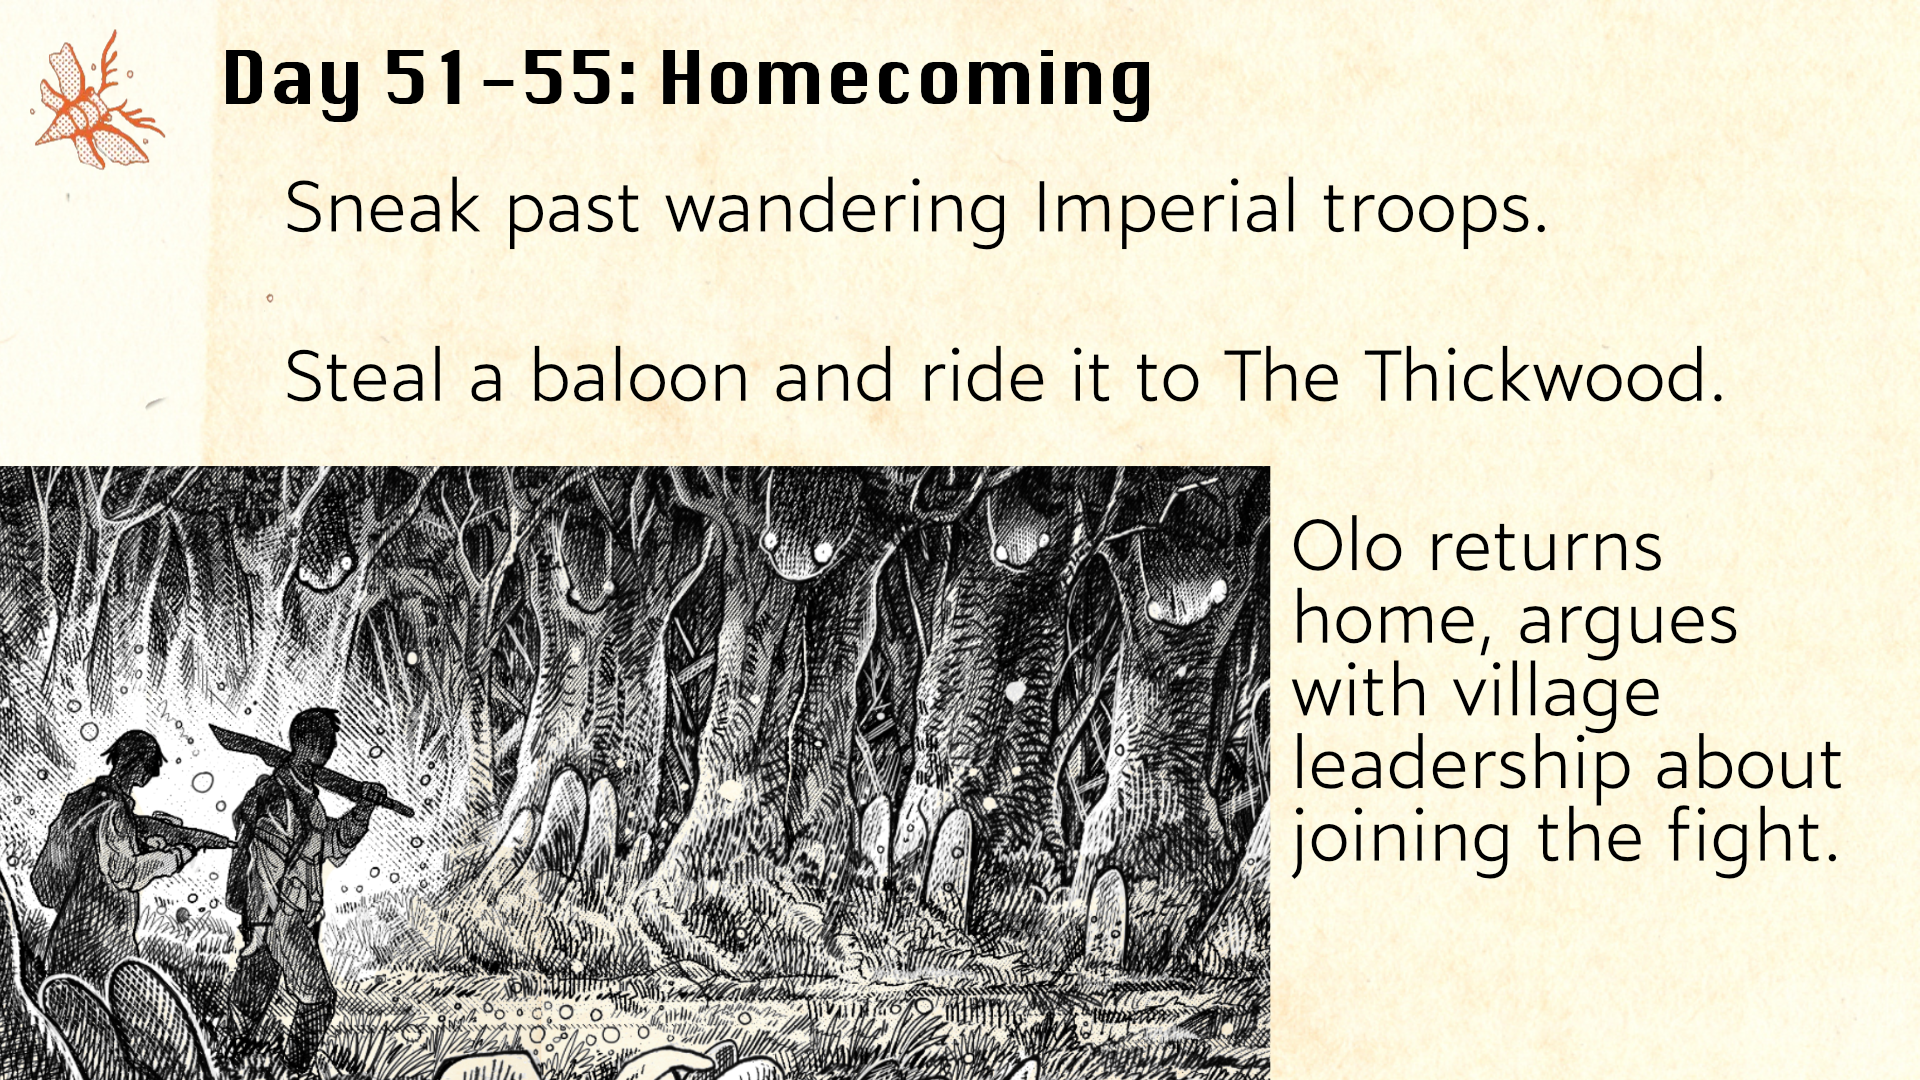 Day 51-55: Homecoming
Sneak past wandering Imperial troops.
Steal a baloon and ride it to The Thickwood.
Olo returns
home, argues
with village
leadership about
joining the fight.